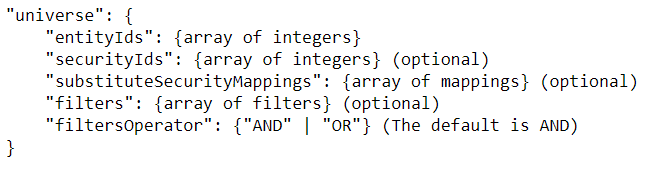 "universe": {
    "entityIds": {array of integers}
    "securityIds": {array of integers} (optional)
    "substituteSecurityMappings": {array of mappings} (optional)
    "filters": {array of filters} (optional)
    "filtersOperator": {"AND" | "OR"} (The default is AND)
}